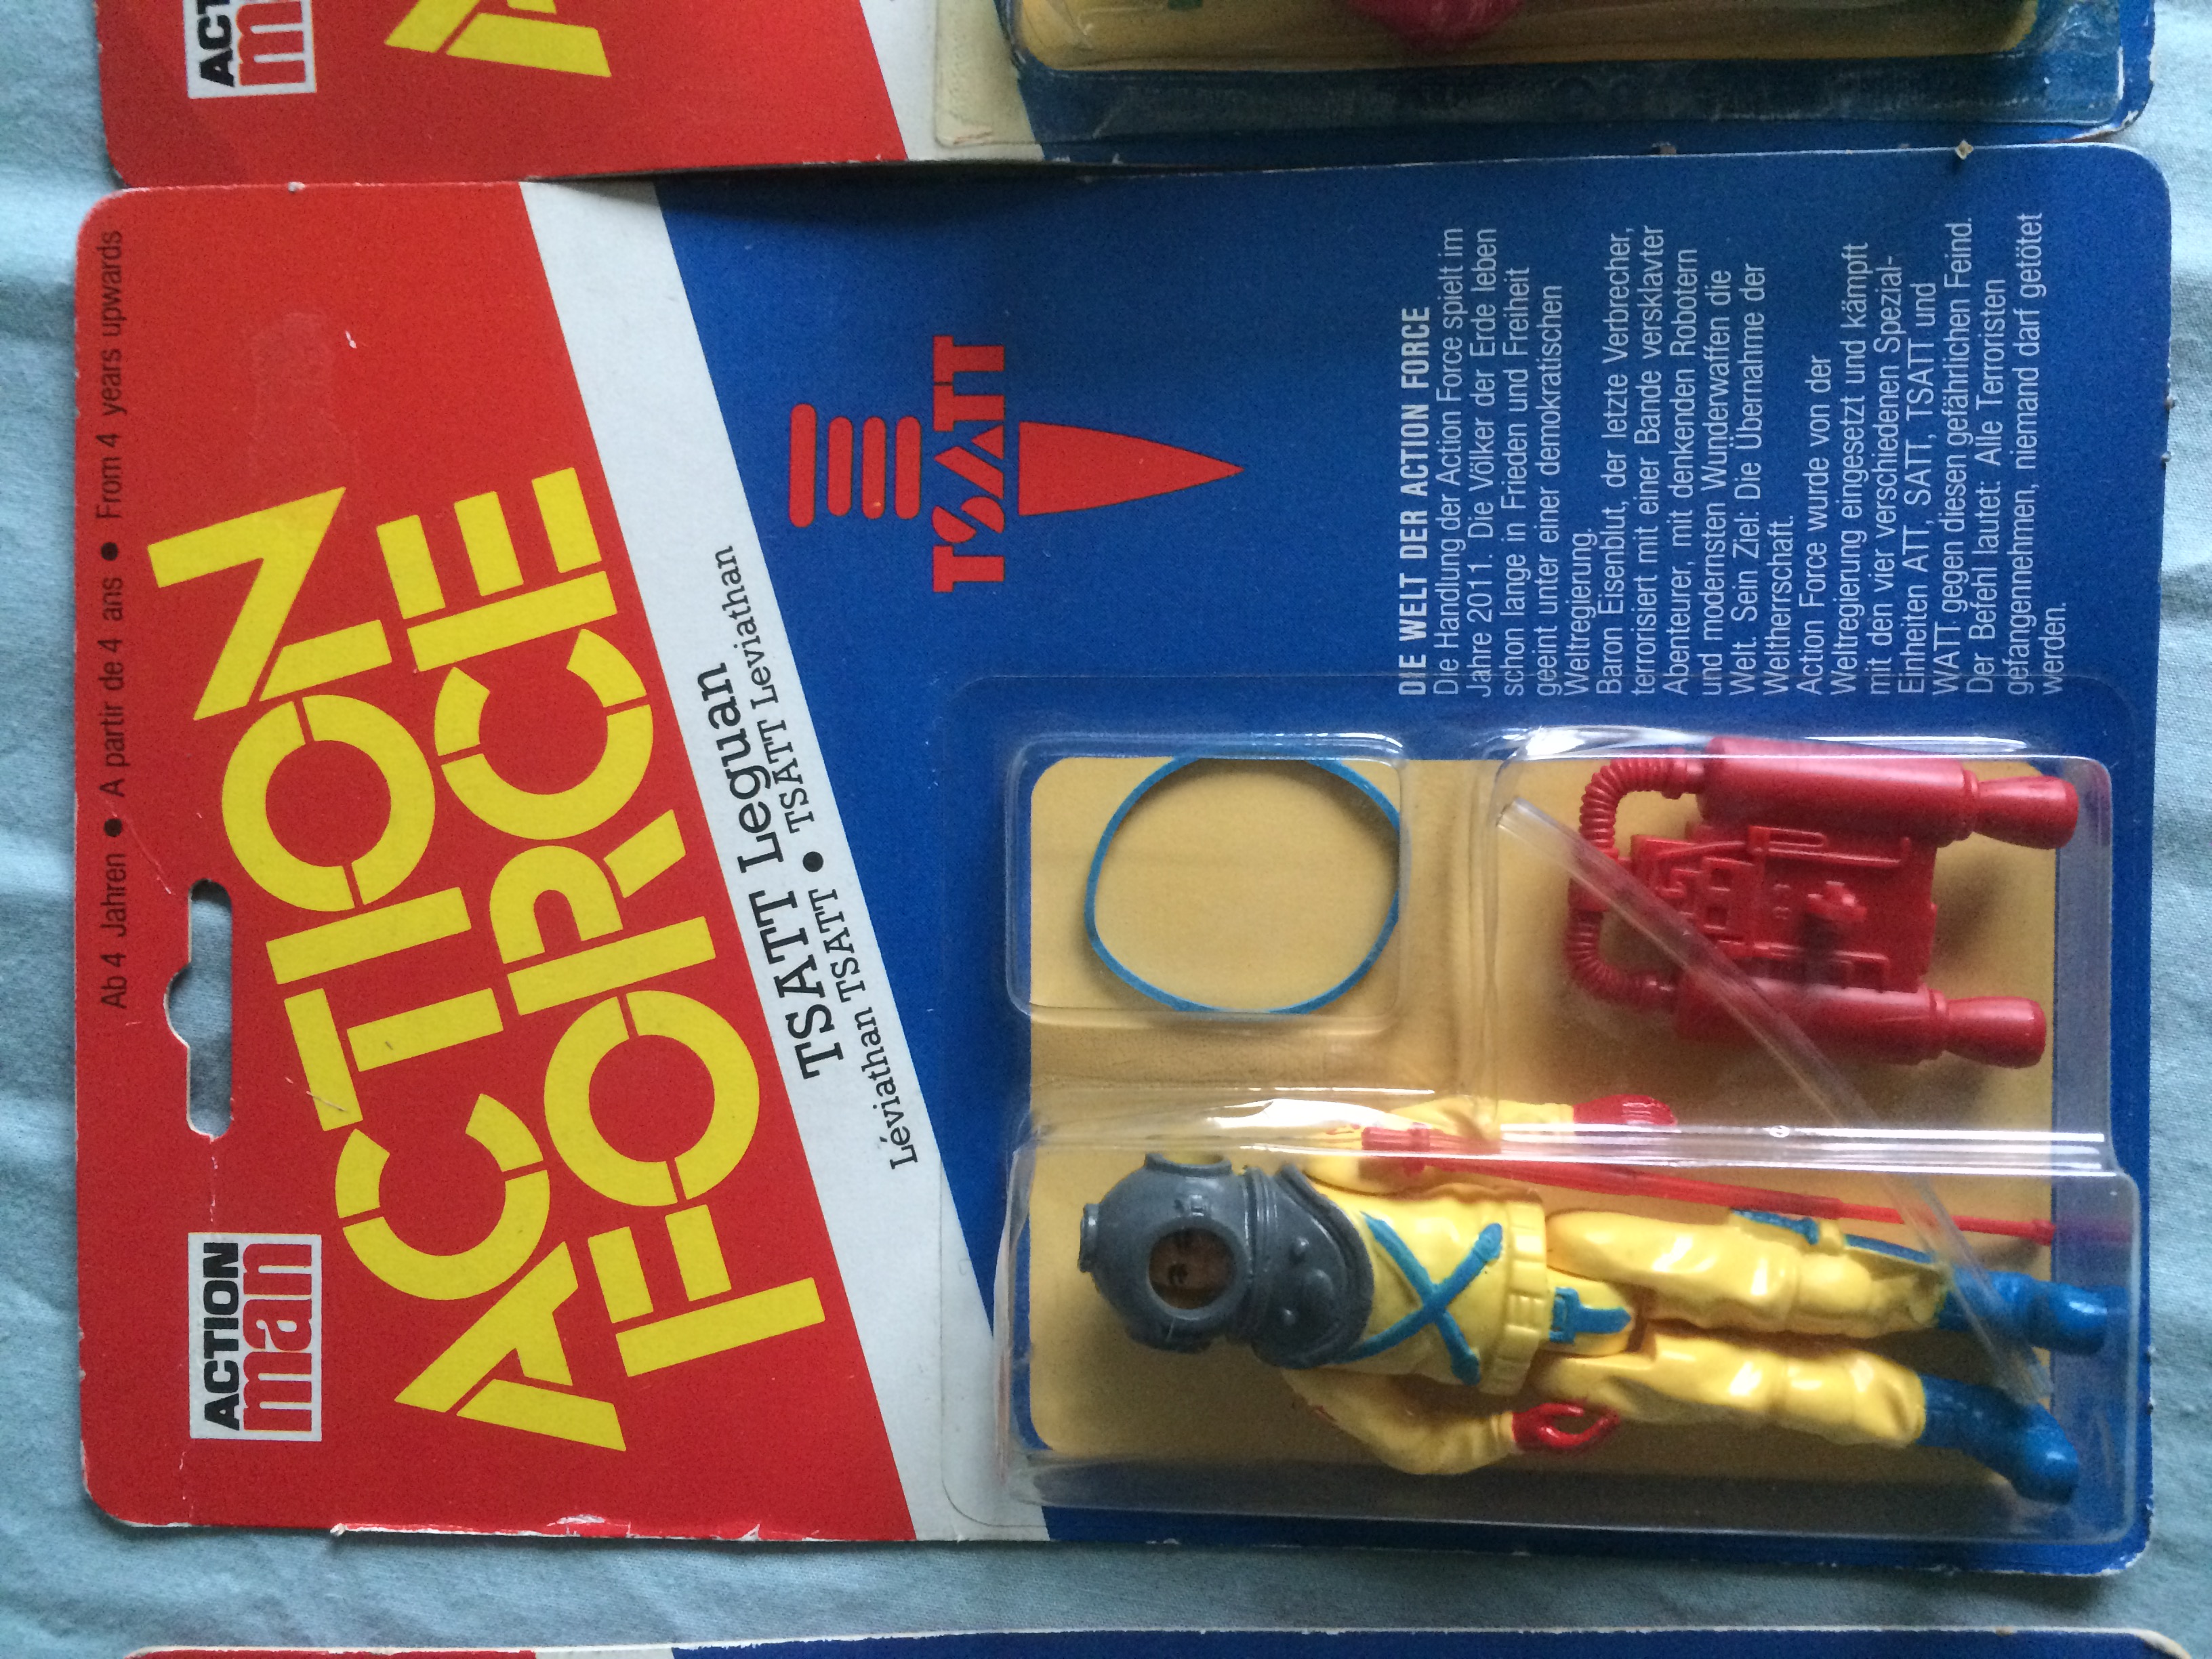 Ab 4 Jahren ● A partir de 4 ans ● From 4 years upwards
ACTION
man
ACTION
FORCE
TSATT Leguan
Léviathan TSATT ● TSATT Leviathan
TSATT
DIE WELT DER ACTION FORCE
Die Handlung der Action Force spielt im
Jahre 2011. Die Völker der Erde leben
schon lange in Frieden und Freiheit
geeint unter einer demokratischen
Weltregierung.
Baron Eisenblut, der letzte Verbrecher,
terrorisiert mit einer Bande versklavter
Abenteurer, mit denkenden Robotern
und modernsten Wunderwaffen die
Welt. Sein Ziel: Die Übernahme der
Weltherrschaft.
Action Force wurde von der
Weltregierung eingesetzt und kämpft
mit den vier verschiedenen Spezial-
Einheiten ATT, SATT, TSATT und
WATT gegen diesen gefährlichen Feind.
Der Befehl lautet: Alle Terroristen
gefangennehmen, niemand darf getötet
werden.
ACT
m
A